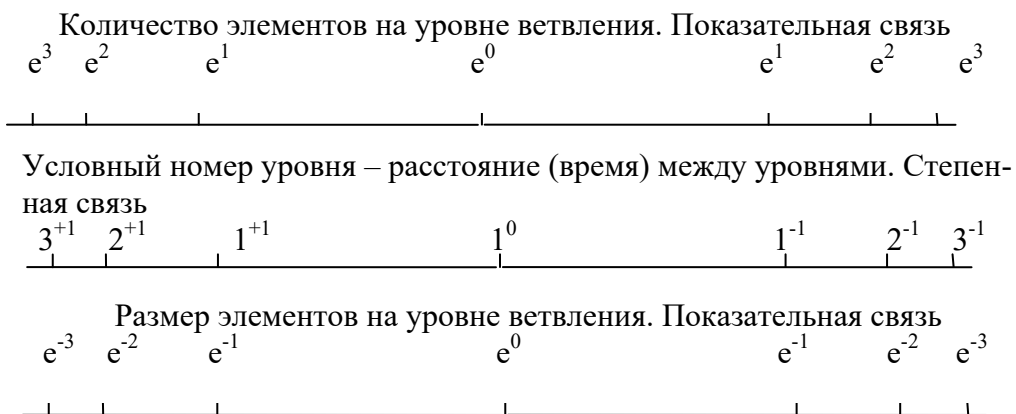 Количество элементов на уровне ветвления. Показательная связь
e³ e² e¹ e⁰ e¹ e² e³
Условный номер уровня – расстояние (время) между уровнями. Степен-
ная связь
3⁺¹ 2⁺¹ 1⁺¹ 1⁰ 1⁻¹ 2⁻¹ 3⁻¹
Размер элементов на уровне ветвления. Показательная связь
e⁻³ e⁻² e⁻¹ e⁰ e⁻¹ e⁻² e⁻³